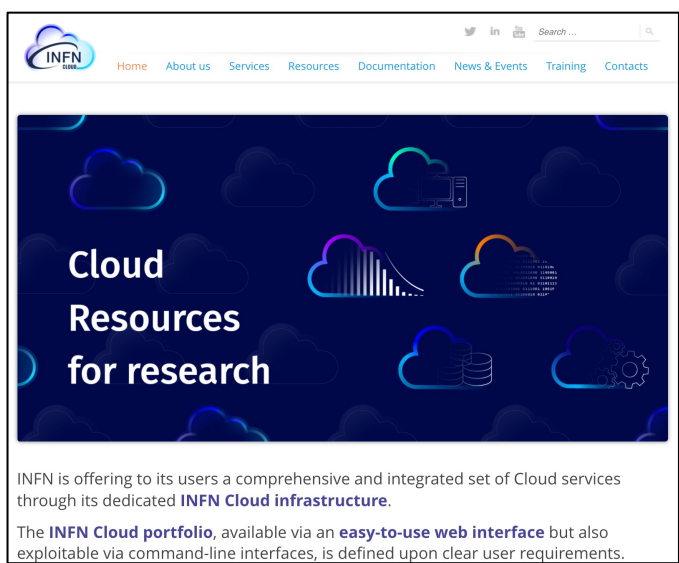 Search ...
INFN
CLOUD
Home About us Services Resources Documentation News & Events Training Contacts
Cloud
Resources
for research
INFN is offering to its users a comprehensive and integrated set of Cloud services
through its dedicated INFN Cloud infrastructure.
The INFN Cloud portfolio, available via an easy-to-use web interface but also
exploitable via command-line interfaces, is defined upon clear user requirements.